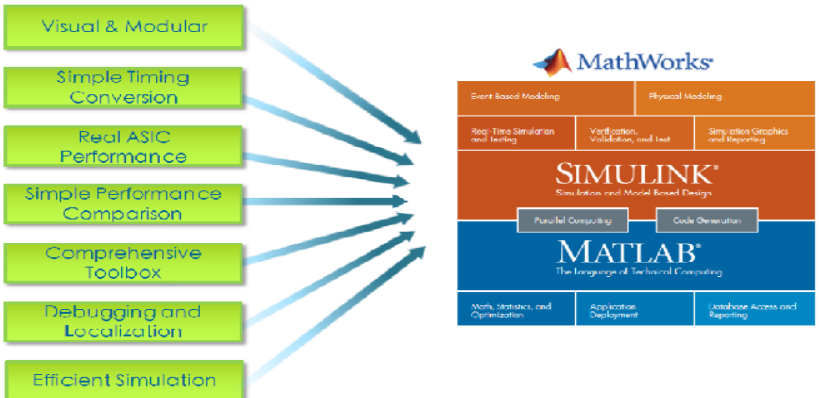 Visual & Modular
Simple Timing
Conversion
Real ASIC
Performance
Simple Performance
Comparison
Comprehensive
Toolbox
Debugging and
Localization
Efficient Simulation
MathWorks®
Event Based Modeling
Physical Modeling
Real-Time Simulation
and Testing
Verification,
Validation, and Test
Simulation Graphics
and Reporting
SIMULINK®
Simulation and Model Based Design
Parallel Computing
Code Generation
MATLAB®
The Language of Technical Computing
Math, Statistics, and
Optimization
Application
Deployment
Database Access and
Reporting